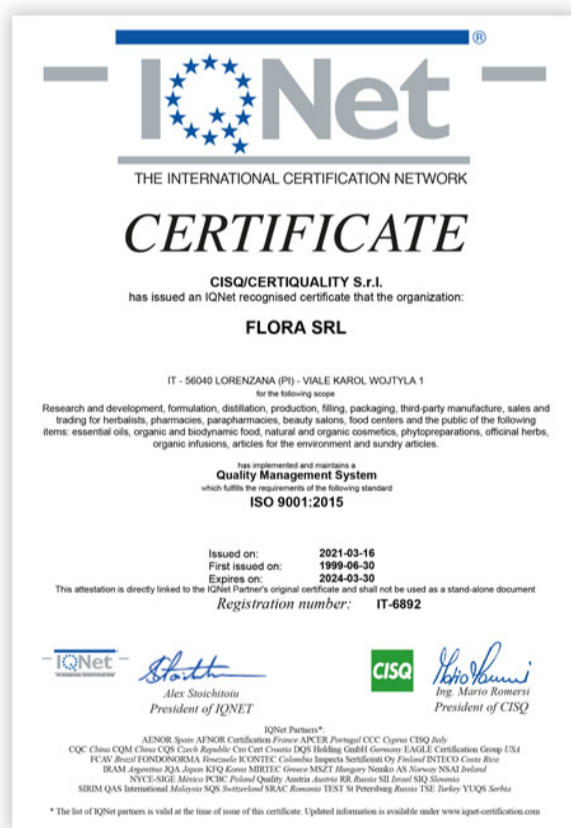 IQNet ®
THE INTERNATIONAL CERTIFICATION NETWORK
CERTIFICATE
CISQ/CERTIQUALITY S.r.l.
has issued an IQNet recognised certificate that the organization:
FLORA SRL
IT - 56040 LORENZANA (PI) - VIALE KAROL WOJTYLA 1
for the following scope
Research and development, formulation, distillation, production, filling, packaging, third-party manufacture, sales and
trading for herbalists, pharmacies, parapharmacies, beauty salons, food centers and the public of the following
items: essential oils, organic and biodynamic food, natural and organic cosmetics, phytopreparations, officinal herbs,
organic infusions, articles for the environment and sundry articles.
has implemented and maintains a
Quality Management System
which fulfills the requirements of the following standard
ISO 9001:2015
Issued on: 2021-03-16
First issued on: 1999-06-30
Expires on: 2024-03-30
This attestation is directly linked to the IQNet Partner's original certificate and shall not be used as a stand-alone document
Registration number: IT-6892
IQNet
CISQ
Alex Stoichitoiu
President of IQNET
Ing. Mario Romersi
President of CISQ
IQNet Partners*:
AENOR Spain AFNOR Certification France APCER Portugal CCC Cyprus CISQ Italy
CQC China CQM China CQS Czech Republic Cro Cert Croatia DQS Holding GmbH Germany EAGLE Certification Group USA
FCAV Brazil FONDONORMA Venezuela ICONTEC Colombia Inspecta Sertifiointi Oy Finland INTECO Costa Rica
IRAM Argentina JQA Japan KFQ Korea MIRTEC Greece MSZT Hungary Nemko AS Norway NSAI Ireland
NYCE-SIGE México PCBC Poland Quality Austria Austria RR Russia SII Israel SIQ Slovenia
SIRIM QAS International Malaysia SQS Switzerland SRAC Romania TEST St Petersburg Russia TSE Turkey YUQS Serbia
* The list of IQNet partners is valid at the time of issue of this certificate. Updated information is available under www.iqnet-certification.com